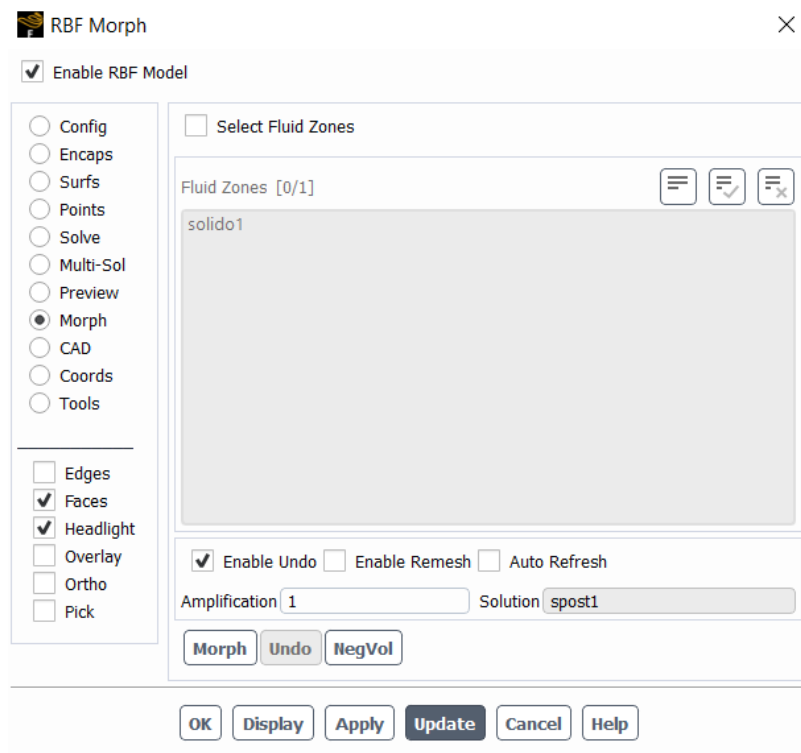 RBF Morph
Enable RBF Model
Config
Encaps
Surfs
Points
Solve
Multi-Sol
Preview
Morph
CAD
Coords
Tools
Edges
Faces
Headlight
Overlay
Ortho
Pick
Select Fluid Zones
Fluid Zones [0/1]
solido1
Enable Undo Enable Remesh Auto Refresh
Amplification 1 Solution spost1
Morph Undo NegVol
OK Display Apply Update Cancel Help